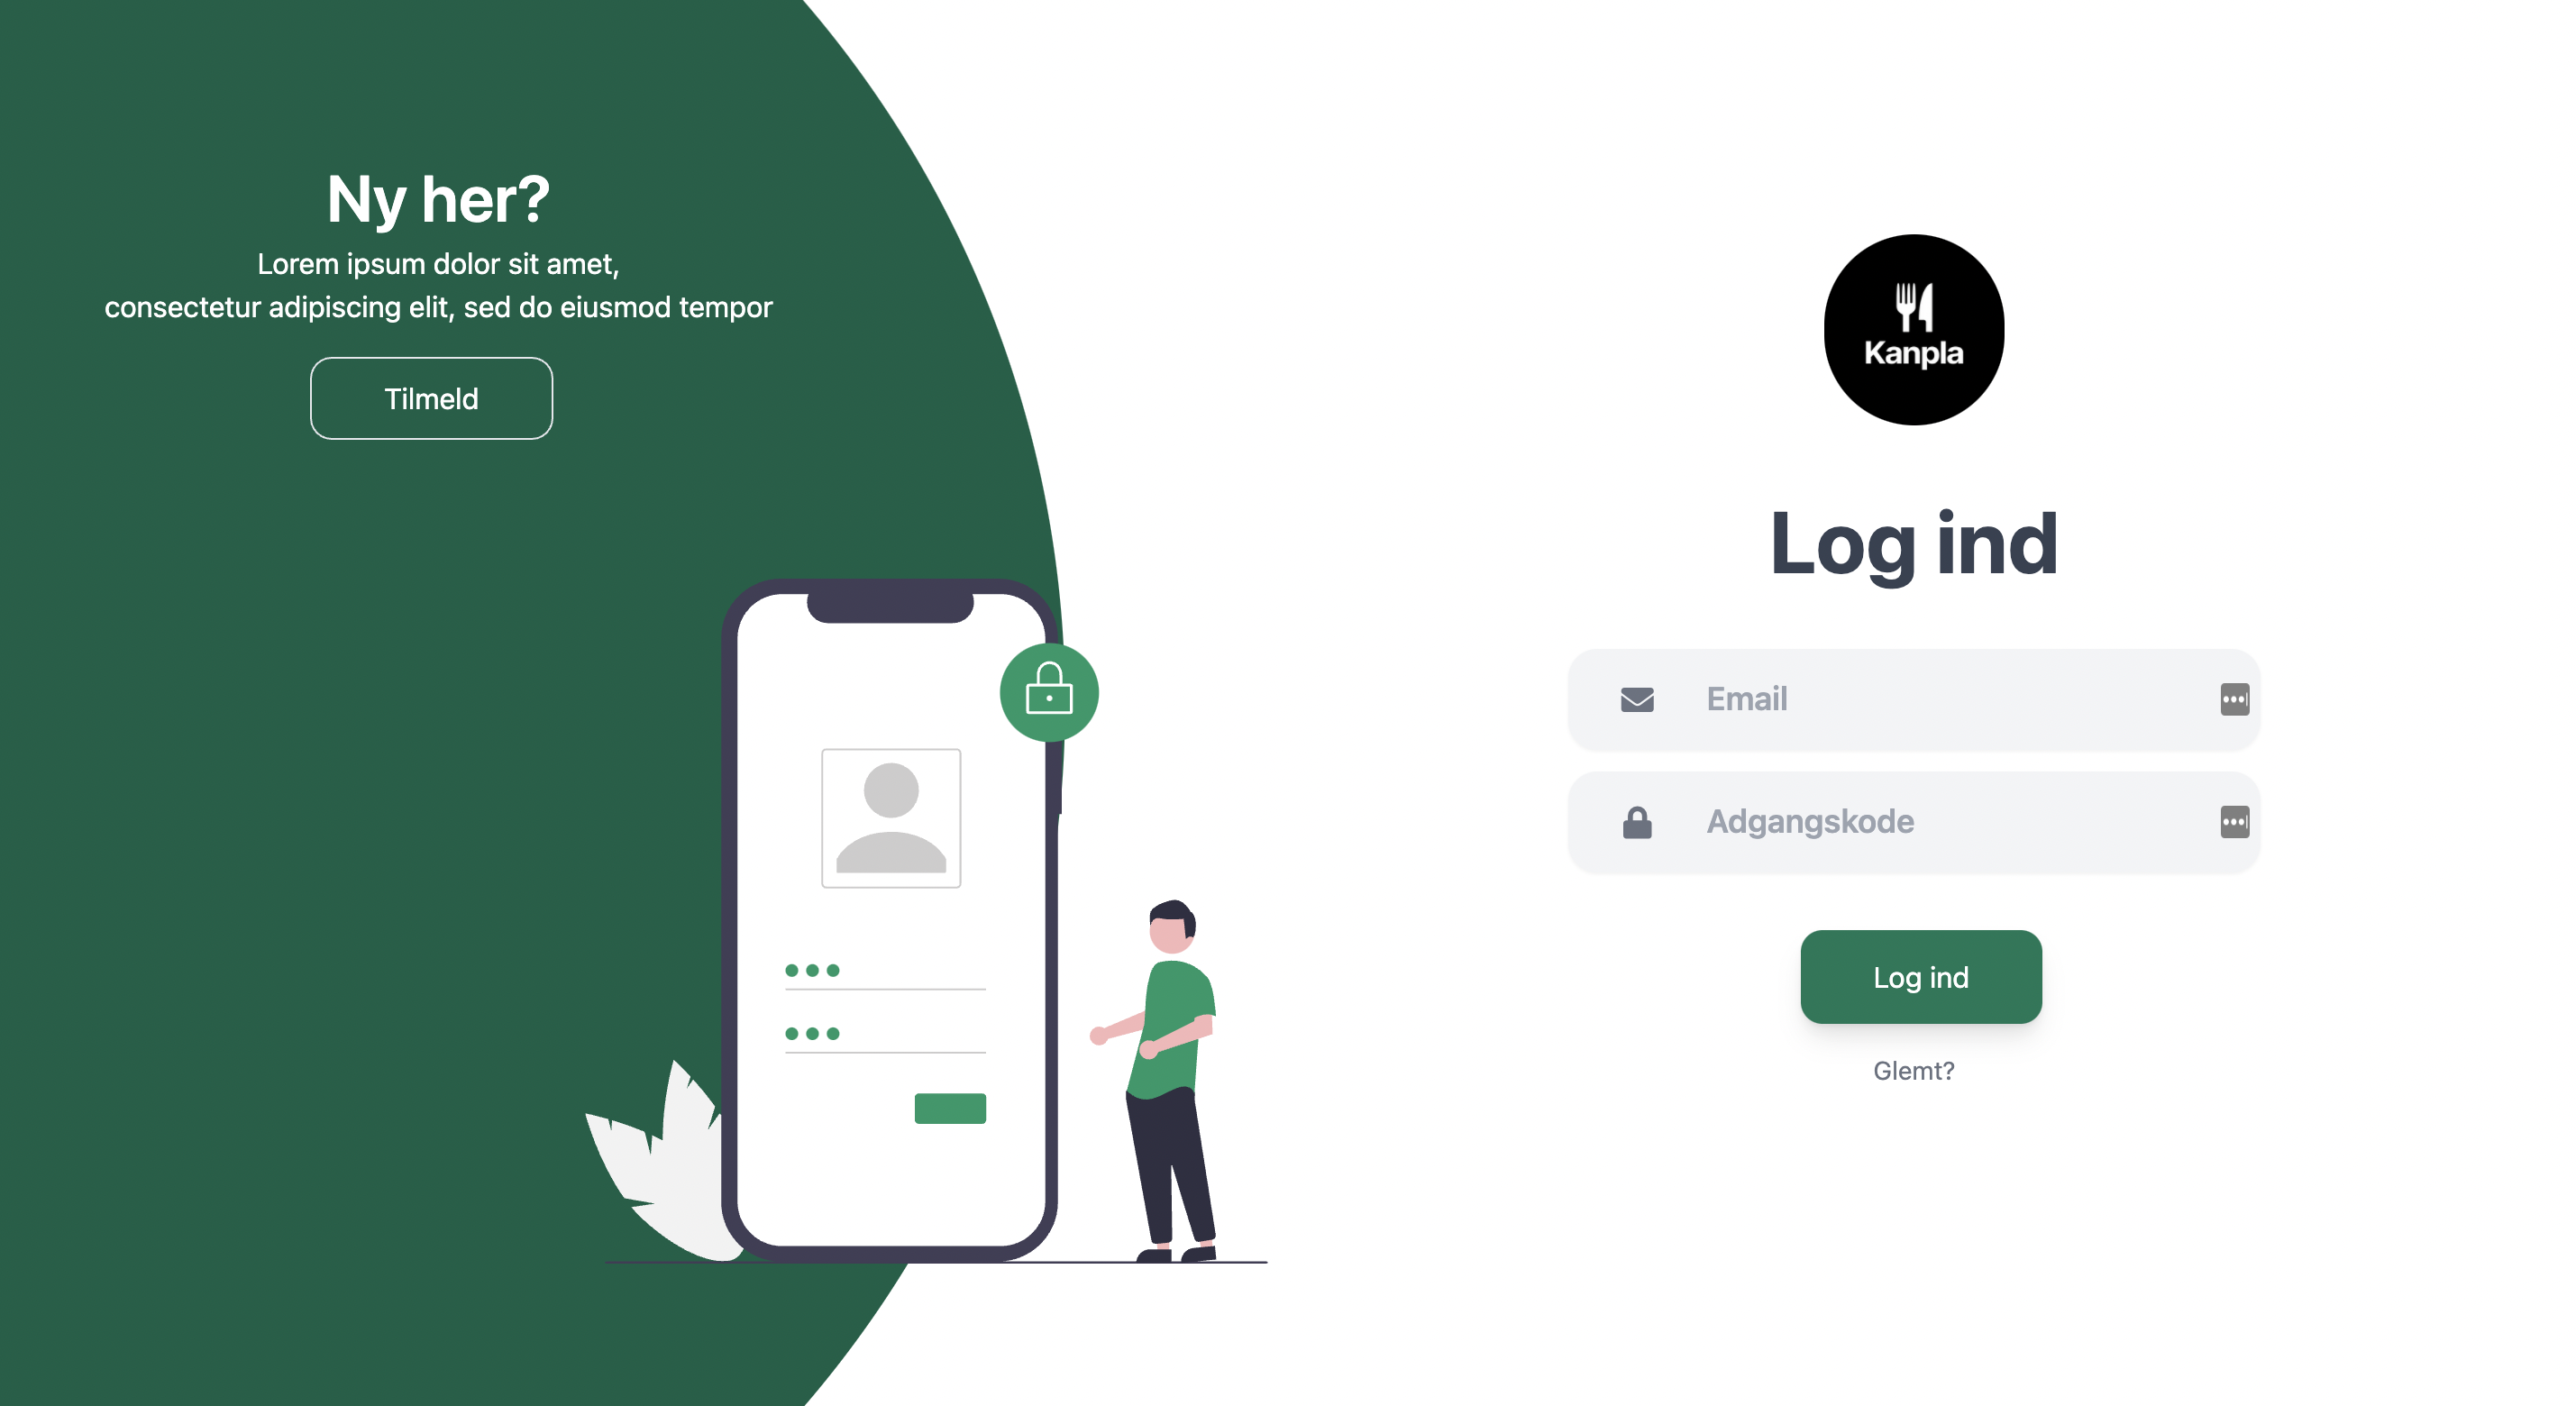 Ny her?
Lorem ipsum dolor sit amet,
consectetur adipiscing elit, sed do eiusmod tempor
Tilmeld
Kanpla
Log ind
Email
Adgangskode
Log ind
Glemt?